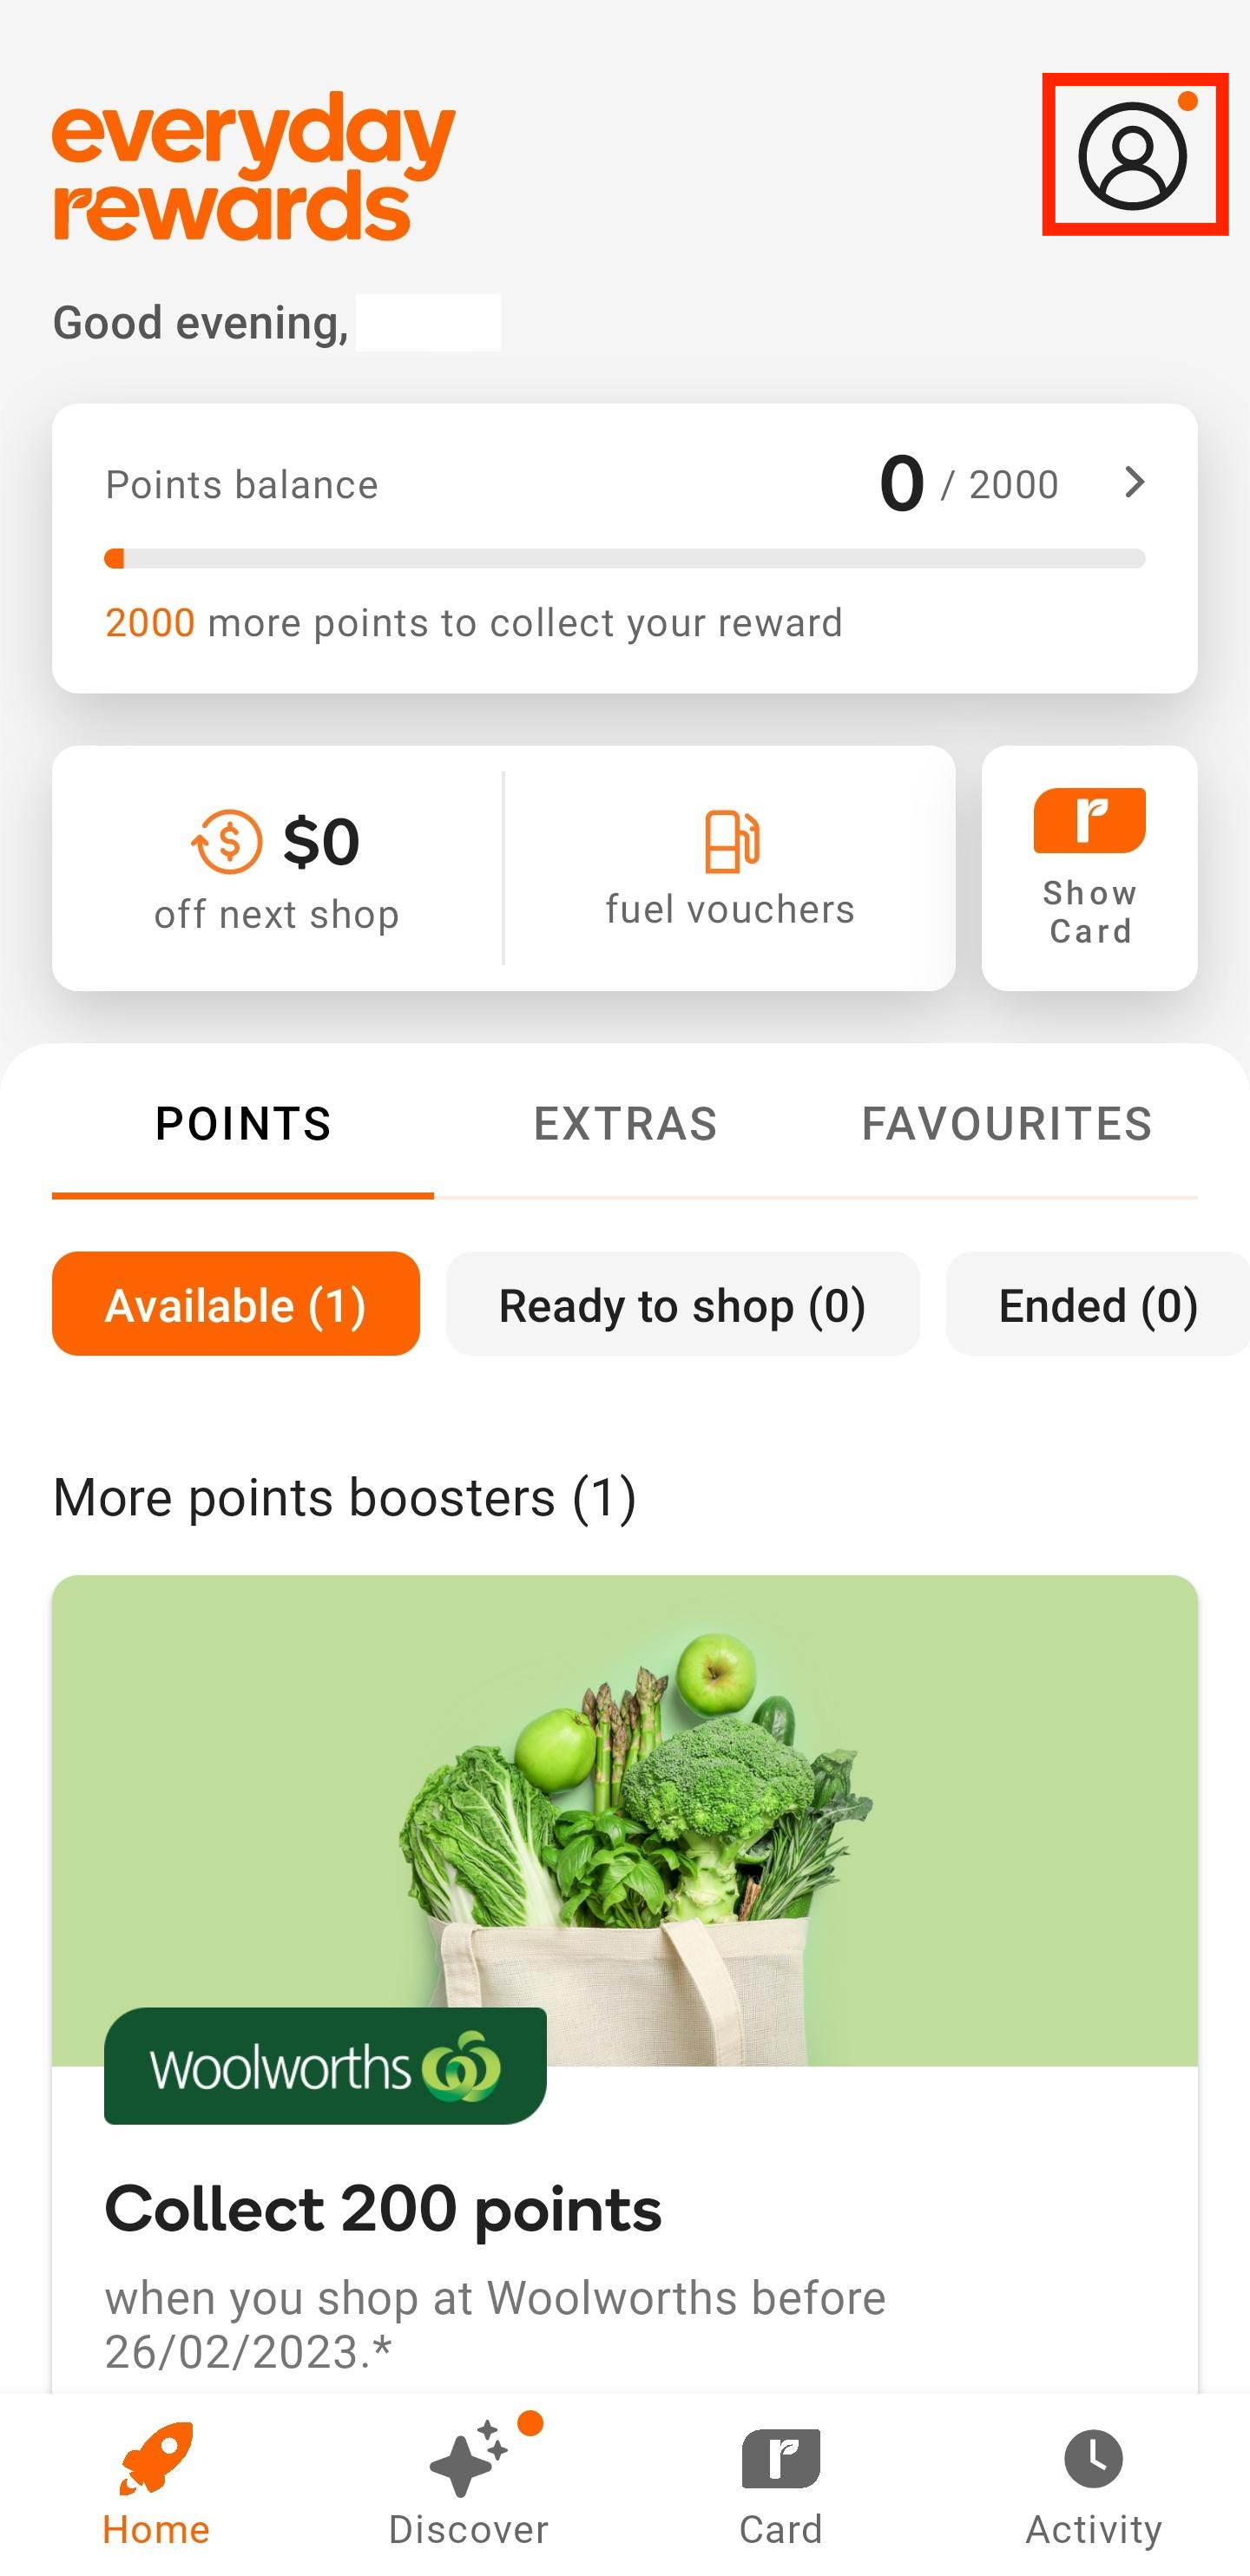 everyday
rewards
Good evening,
Points balance 0 / 2000
2000 more points to collect your reward
$0
off next shop
fuel vouchers
Show
Card
POINTS EXTRAS FAVOURITES
Available (1) Ready to shop (0) Ended (0)
More points boosters (1)
Woolworths
Collect 200 points
when you shop at Woolworths before
26/02/2023.*
Home Discover Card Activity